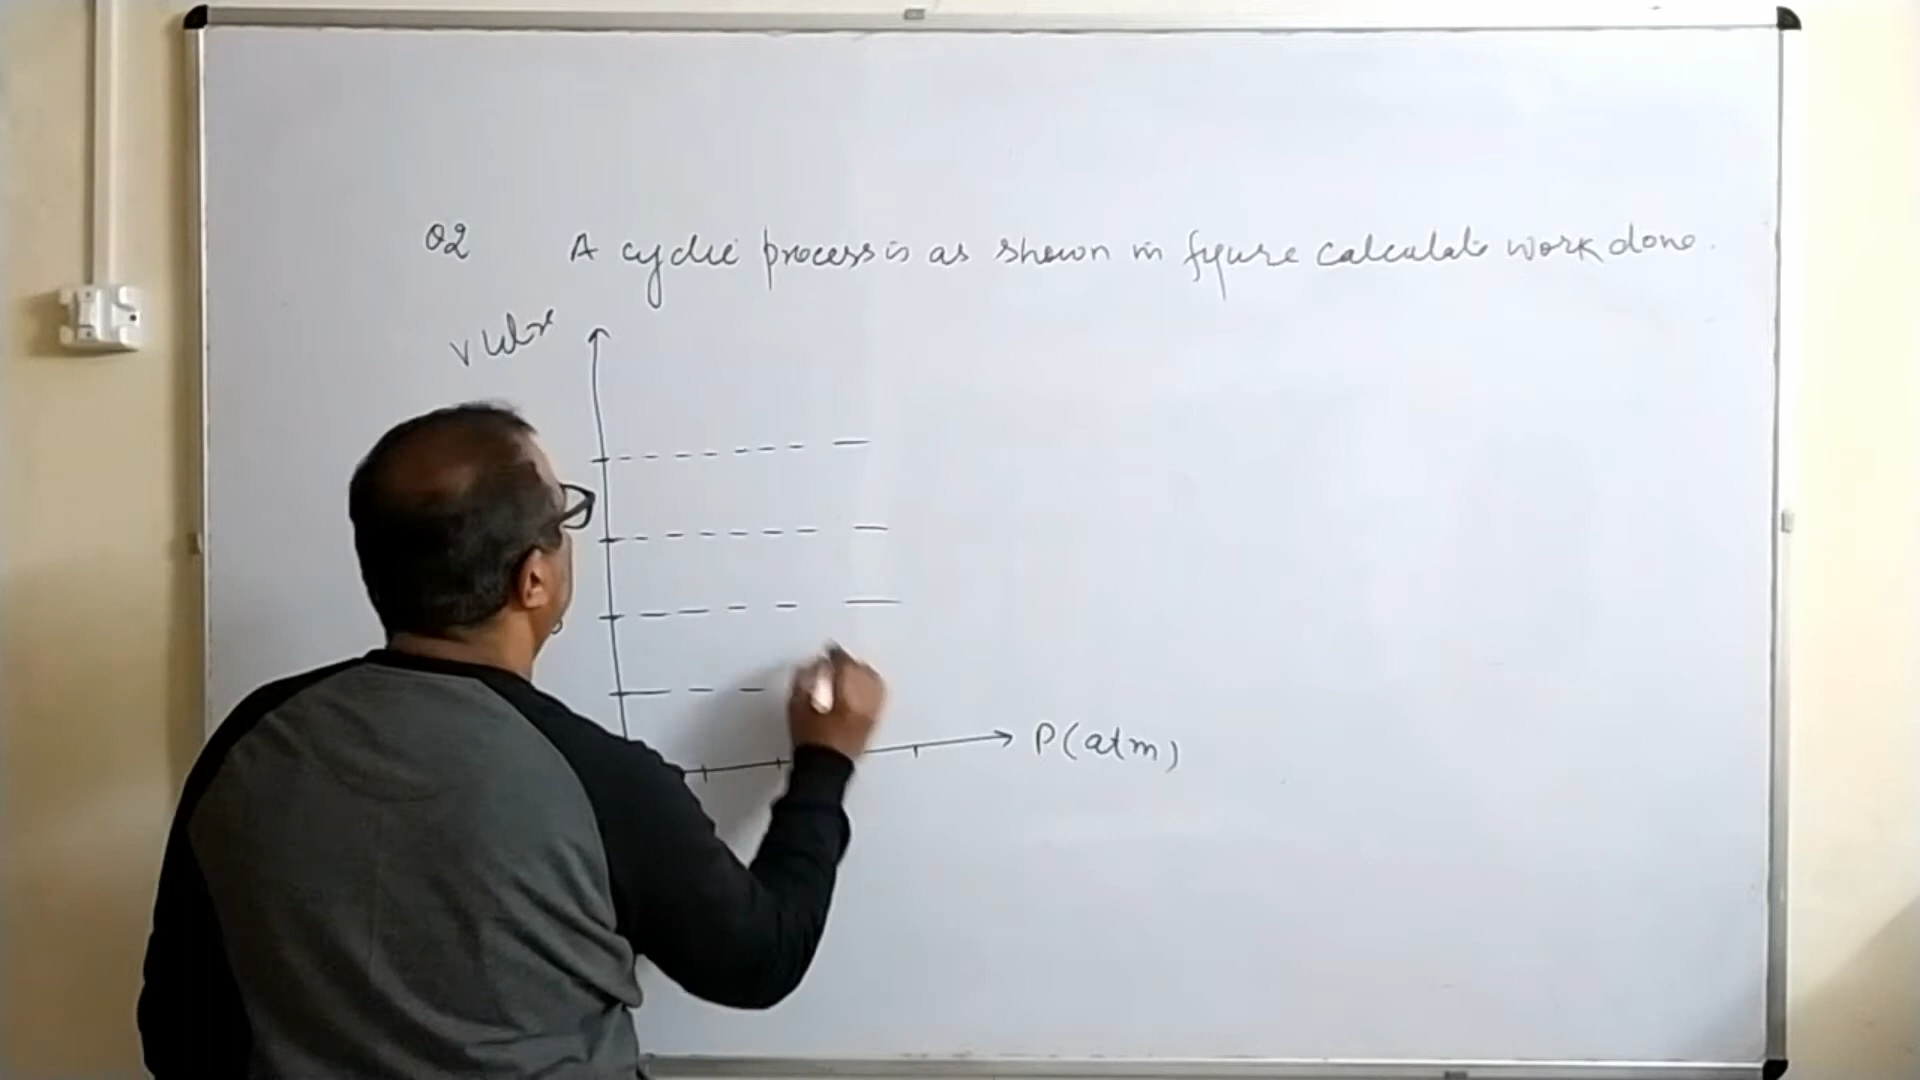 Q2 A cyclic process is as shown in figure calculate work done.
V
P(atm)